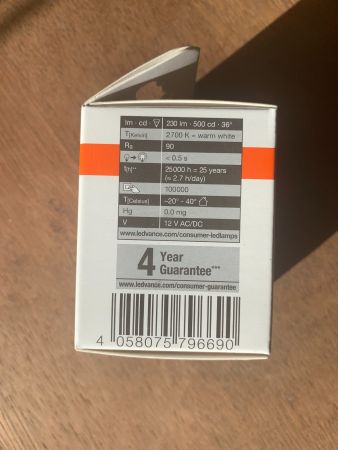 lm · cd · ▽ 230 lm · 500 cd · 36°
T[Kelvin] 2700 K = warm white
Ra 90
< 0.5 s
t[h]** 25000 h = 25 years
(≈ 2.7 h/day)
100000
T[Celsius] –20° - 40°
Hg 0.0 mg
V 12 V AC/DC
www.ledvance.com/consumer-ledlamps
4 Year
Guarantee***
www.ledvance.com/consumer-guarantee
4 058075 796690